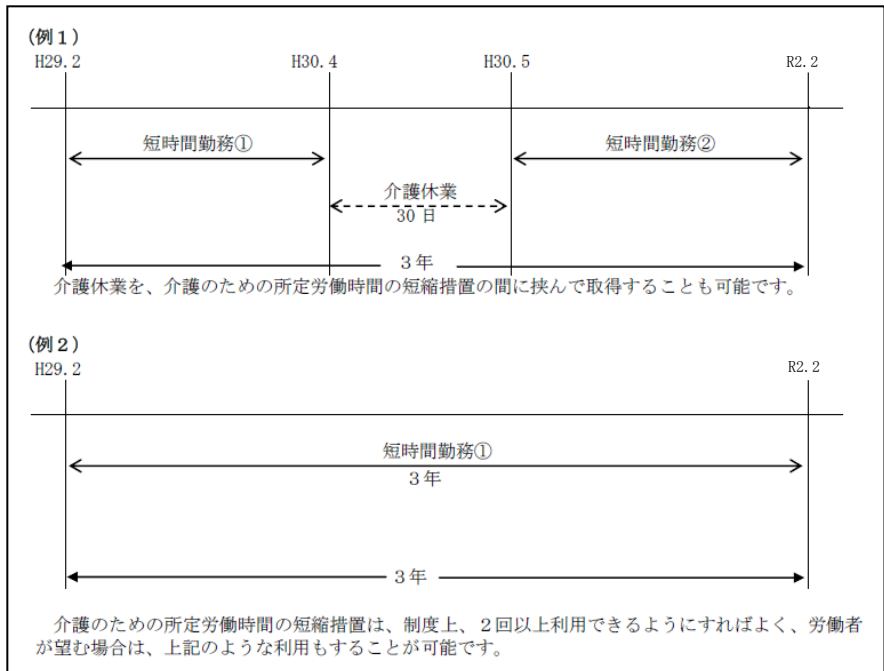 (例1)
H29.2 H30.4 H30.5 R2.2
短時間勤務① 短時間勤務②
介護休業
30日
3年
介護休業を、介護のための所定労働時間の短縮措置の間に挟んで取得することも可能です。
(例2)
H29.2 R2.2
短時間勤務①
3年
3年
介護のための所定労働時間の短縮措置は、制度上、2回以上利用できるようにすればよく、労働者
が望む場合は、上記のような利用もすることが可能です。